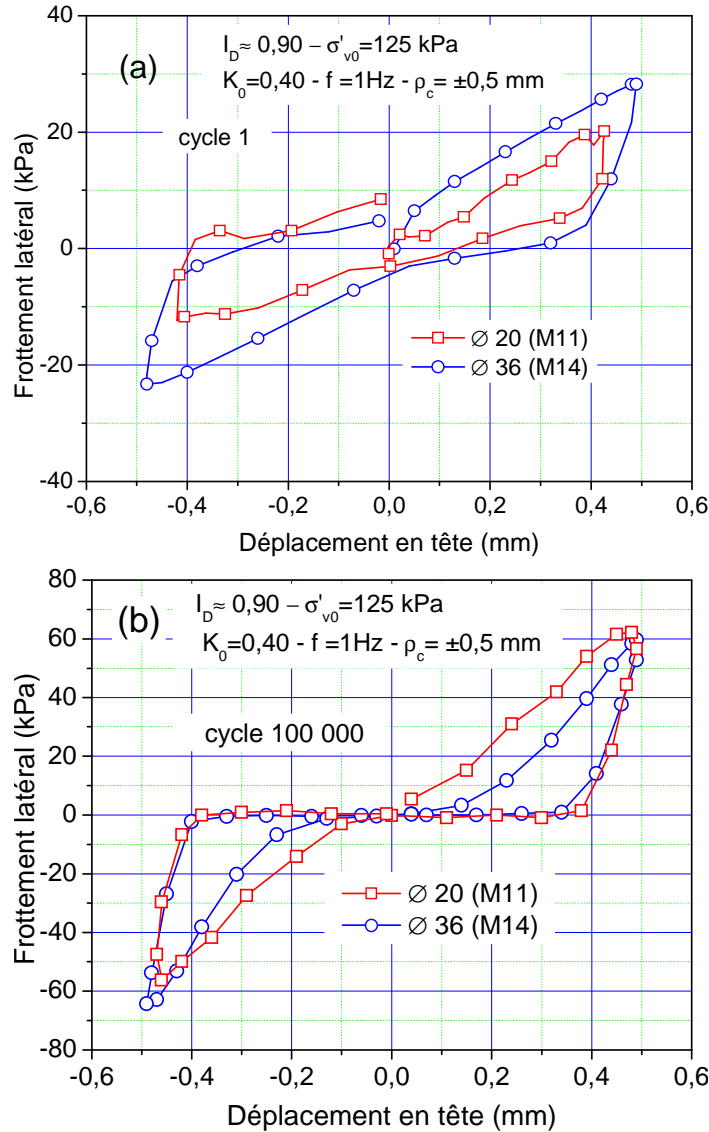 40
20
0
-20
-40
Frottement latéral (kPa)
(a)
I_D≈ 0,90 – σ'_v0=125 kPa
K_0=0,40 - f =1Hz - ρ_c= ±0,5 mm
cycle 1
∅ 20 (M11)
∅ 36 (M14)
-0,6 -0,4 -0,2 0,0 0,2 0,4 0,6
Déplacement en tête (mm)
80
60
40
20
0
-20
-40
-60
-80
Frottement latéral (kPa)
(b)
I_D≈ 0,90 – σ'_v0=125 kPa
K_0=0,40 - f =1Hz - ρ_c= ±0,5 mm
cycle 100 000
∅ 20 (M11)
∅ 36 (M14)
-0,6 -0,4 -0,2 0,0 0,2 0,4 0,6
Déplacement en tête (mm)